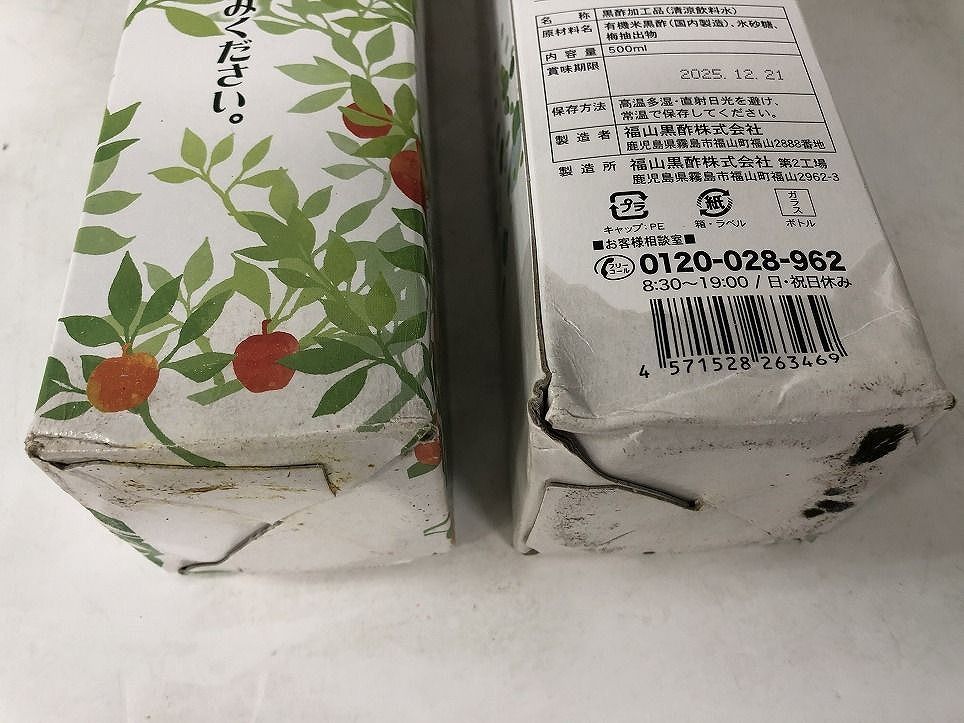 みください。
名称 黒酢加工品(清涼飲料水)
原材料名 有機米黒酢(国内製造)、氷砂糖、
梅抽出物
内容量 500ml
賞味期限 2025.12.21
保存方法 高温多湿・直射日光を避け、
常温で保存してください。
製造者 福山黒酢株式会社
鹿児島県霧島市福山町福山2888番地
製造所 福山黒酢株式会社 第2工場
鹿児島県霧島市福山町福山2962-3
プラ 紙 ガラス
キャップ:PE 箱・ラベル ボトル
■お客様相談室■
フリーコール 0120-028-962
8:30～19:00 / 日・祝日休み
4 571528 263469